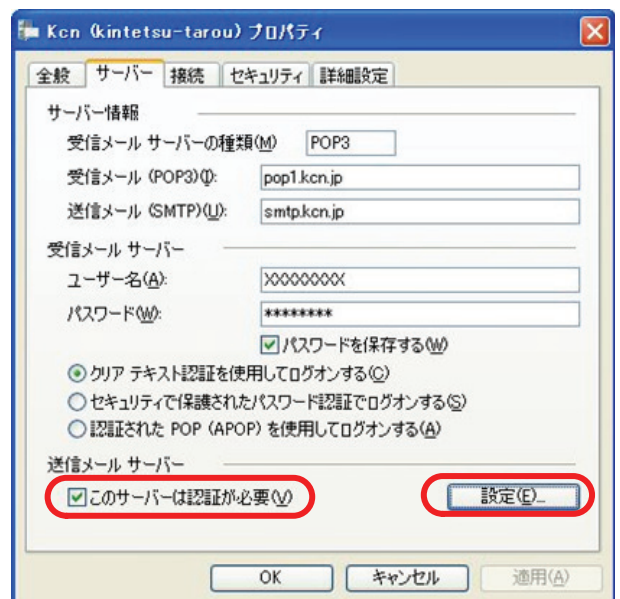 Kcn (kintetsu-tarou) プロパティ
全般 サーバー 接続 セキュリティ 詳細設定
サーバー情報
受信メール サーバーの種類(M) POP3
受信メール (POP3)(I): pop1.kcn.jp
送信メール (SMTP)(U): smtp.kcn.jp
受信メール サーバー
ユーザー名(A): XXXXXXXX
パスワード(W): ********
パスワードを保存する(W)
クリア テキスト認証を使用してログオンする(C)
セキュリティで保護されたパスワード認証でログオンする(S)
認証された POP (APOP) を使用してログオンする(A)
送信メール サーバー
このサーバーは認証が必要(V) 設定(E)...
OK キャンセル 適用(A)